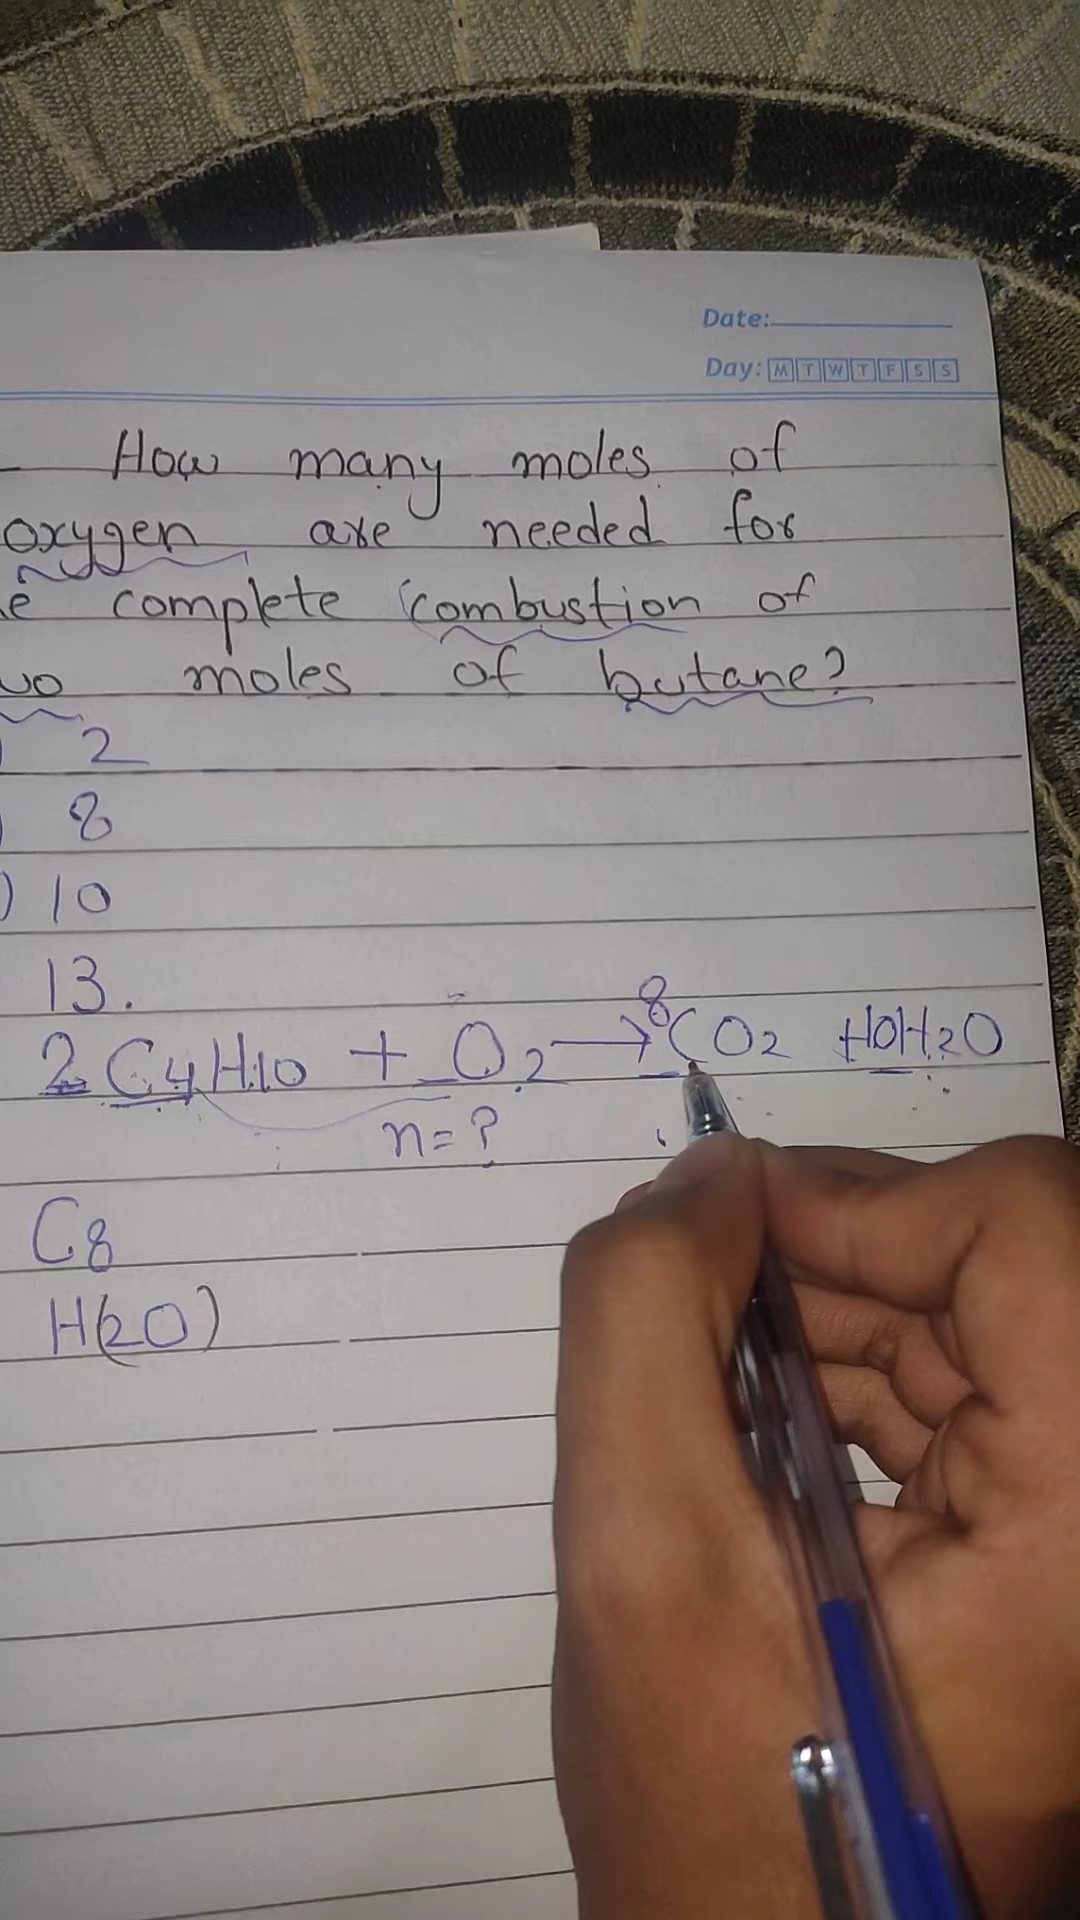 Date:
Day: M T W T F S S
How many moles of
oxygen are needed for
complete combustion of
moles of butane?
2
8
10
13.
2 C4H10 + O2 → 8CO2 + 10H2O
n = ?
C8
H(20)